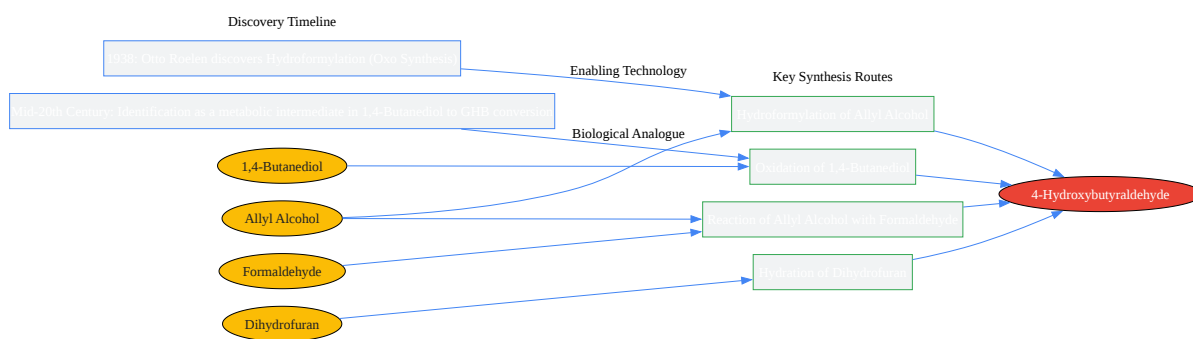 Discovery Timeline
1938: Otto Roelen discovers Hydroformylation (Oxo Synthesis)
Enabling Technology
Key Synthesis Routes
Mid-20th Century: Identification as a metabolic intermediate in 1,4-Butanediol to GHB conversion
Hydroformylation of Allyl Alcohol
Biological Analogue
1,4-Butanediol
Oxidation of 1,4-Butanediol
4-Hydroxybutyraldehyde
Allyl Alcohol
Reaction of Allyl Alcohol with Formaldehyde
Formaldehyde
Hydration of Dihydrofuran
Dihydrofuran